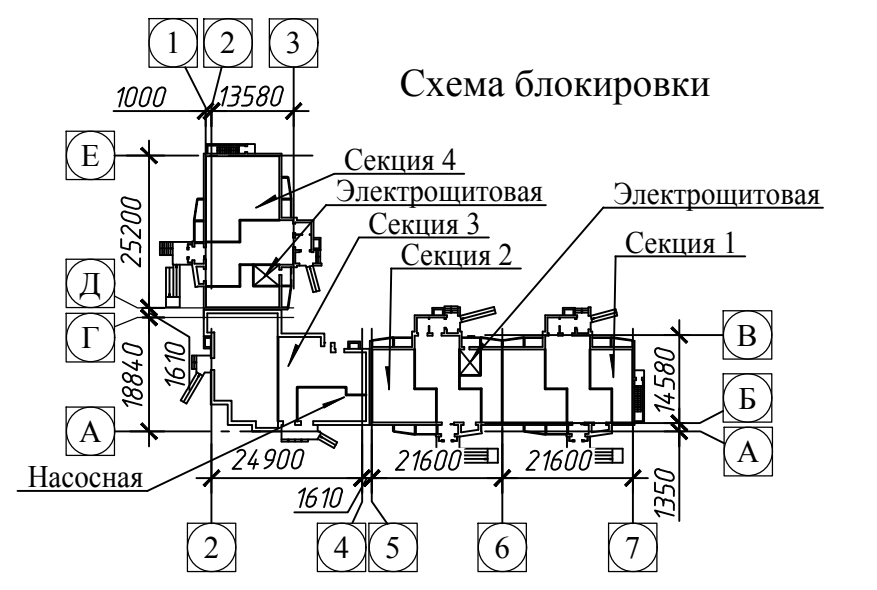 1 2 3
Схема блокировки
1000 13580
Е
Секция 4
Электрощитовая
Электрощитовая
25200
Секция 3
Секция 1
Секция 2
Д
Г
В
1610
18840
14580
Б
А
А
24900
21600
21600
Насосная
1610
1350
2 4 5 6 7